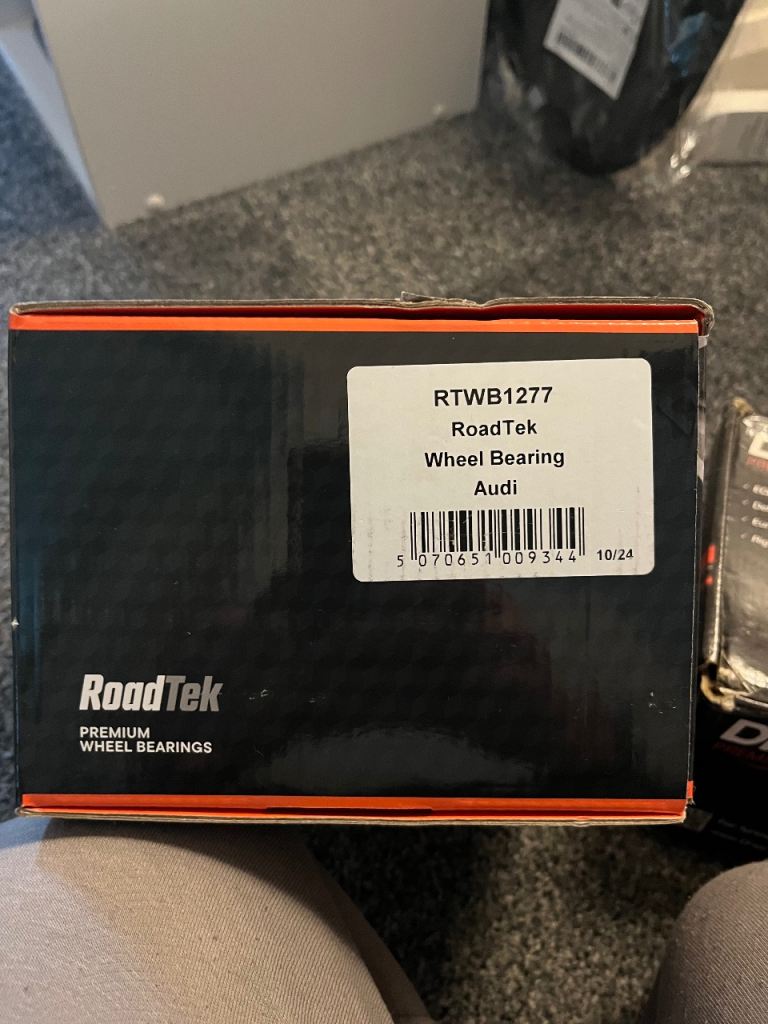 RTWB1277
RoadTek
Wheel Bearing
Audi
5 070651 009344 10/24
RoadTek
PREMIUM
WHEEL BEARINGS